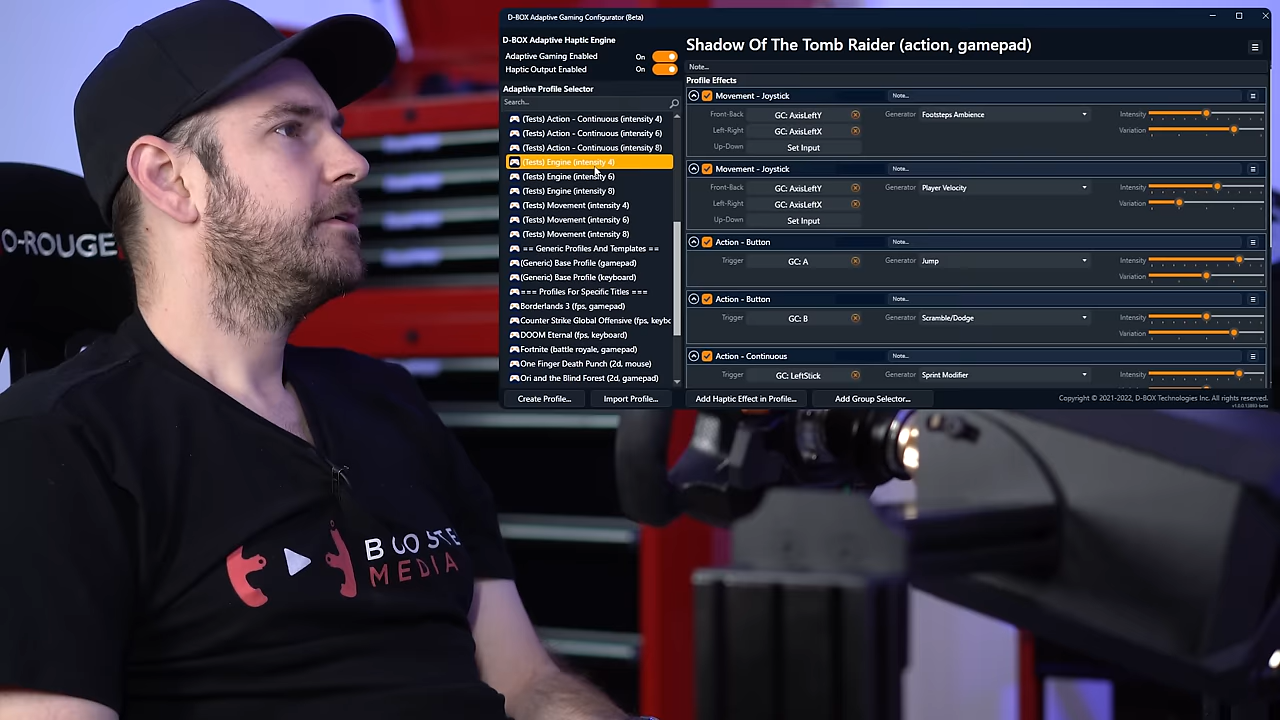 D-BOX Adaptive Gaming Configurator (Beta)
D-BOX Adaptive Haptic Engine
Adaptive Gaming Enabled On
Haptic Output Enabled On
Adaptive Profile Selector
Search...
(Tests) Action - Continuous (intensity 4)
(Tests) Action - Continuous (intensity 6)
(Tests) Action - Continuous (intensity 8)
(Tests) Engine (intensity 4)
(Tests) Engine (intensity 6)
(Tests) Engine (intensity 8)
(Tests) Movement (intensity 4)
(Tests) Movement (intensity 6)
(Tests) Movement (intensity 8)
== Generic Profiles And Templates ==
(Generic) Base Profile (gamepad)
(Generic) Base Profile (keyboard)
=== Profiles For Specific Titles ===
Borderlands 3 (fps, gamepad)
Counter Strike Global Offensive (fps, keybo
DOOM Eternal (fps, keyboard)
Fortnite (battle royale, gamepad)
One Finger Death Punch (2d, mouse)
Ori and the Blind Forest (2d, gamepad)
Create Profile...
Import Profile...
Shadow Of The Tomb Raider (action, gamepad)
Note...
Profile Effects
Movement - Joystick Note...
Front-Back GC: AxisLeftY Generator Footsteps Ambience Intensity
Left-Right GC: AxisLeftX Variation
Up-Down Set Input
Movement - Joystick Note...
Front-Back GC: AxisLeftY Generator Player Velocity Intensity
Left-Right GC: AxisLeftX Variation
Up-Down Set Input
Action - Button Note...
Trigger GC: A Generator Jump Intensity
Variation
Action - Button Note...
Trigger GC: B Generator Scramble/Dodge Intensity
Variation
Action - Continuous Note...
Trigger GC: LeftStick Generator Sprint Modifier Intensity
Add Haptic Effect in Profile...
Add Group Selector...
Copyright © 2021-2022, D-BOX Technologies Inc. All rights reserved.
O-ROUGE
BOOSTE
MEDIA